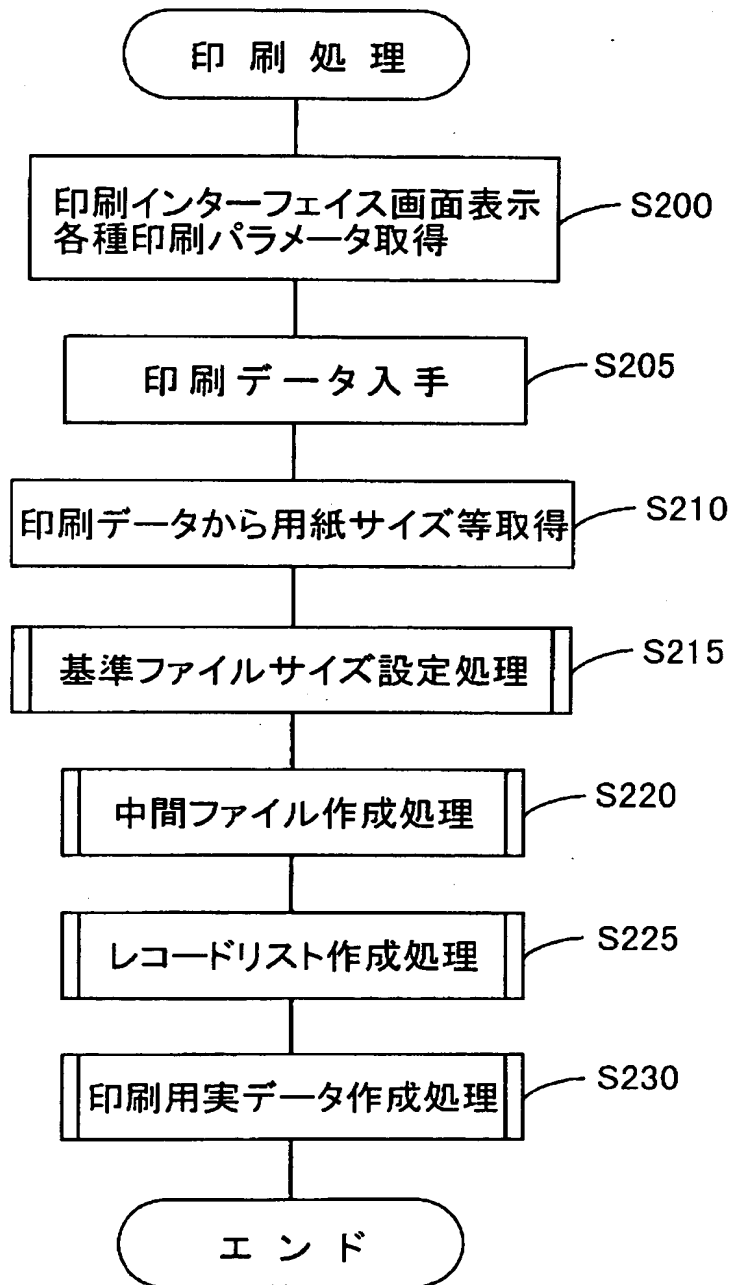 印刷処理
印刷インターフェイス画面表示
各種印刷パラメータ取得
S200
印刷データ入手
S205
印刷データから用紙サイズ等取得
S210
基準ファイルサイズ設定処理
S215
中間ファイル作成処理
S220
レコードリスト作成処理
S225
印刷用実データ作成処理
S230
エンド